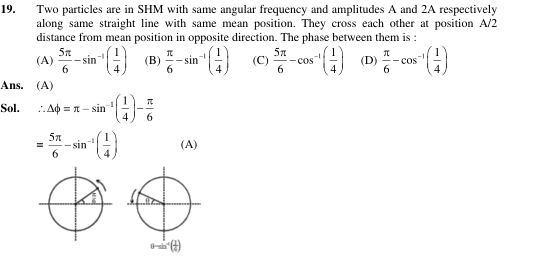 19. Two particles are in SHM with same angular frequency and amplitudes A and 2A respectively
along same straight line with same mean position. They cross each other at position A/2
distance from mean position in opposite direction. The phase between them is :
(A) 5π/6 − sin⁻¹(1/4) (B) π/6 − sin⁻¹(1/4) (C) 5π/6 − cos⁻¹(1/4) (D) π/6 − cos⁻¹(1/4)
Ans. (A)
Sol. ∴Δϕ = π − sin⁻¹(1/4) − π/6
= 5π/6 − sin⁻¹(1/4) (A)
θ=sin⁻¹(1/4)